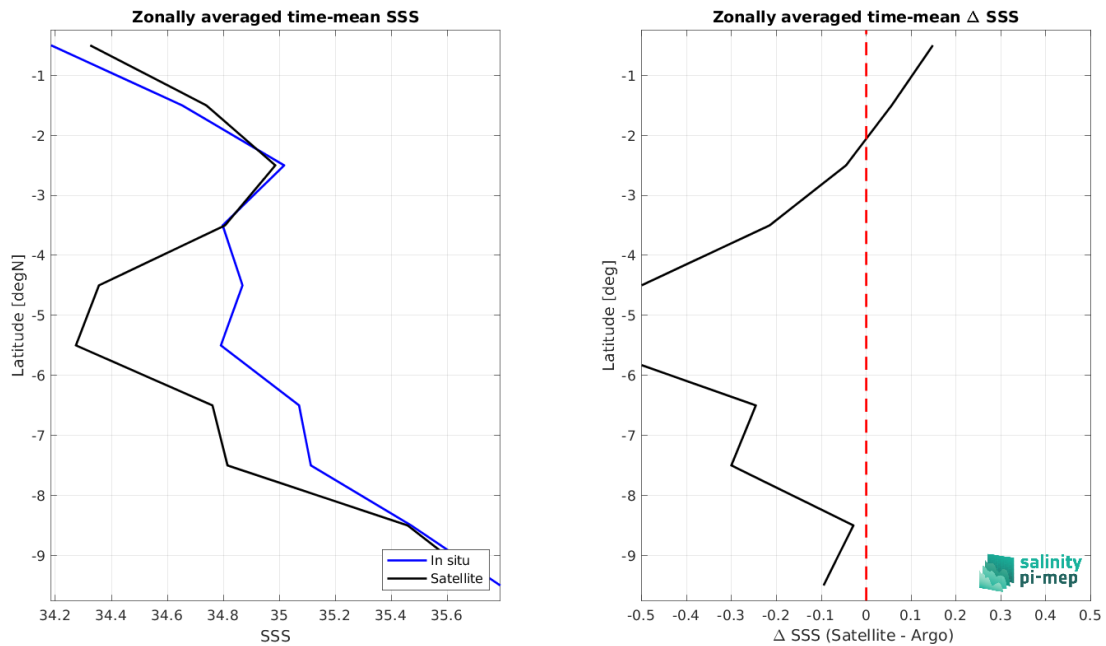 Zonally averaged time-mean SSS
-1
-2
-3
-4
-5
-6
-7
-8
-9
Latitude [degN]
34.2 34.4 34.6 34.8 35 35.2 35.4 35.6
SSS
In situ
Satellite
Zonally averaged time-mean Δ SSS
-1
-2
-3
-4
-5
-6
-7
-8
-9
Latitude [deg]
-0.5 -0.4 -0.3 -0.2 -0.1 0 0.1 0.2 0.3 0.4 0.5
Δ SSS (Satellite - Argo)
salinity
pi-mep